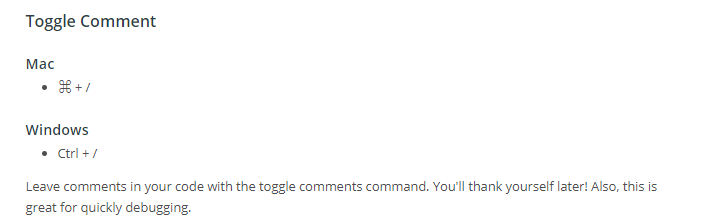 Toggle Comment
Mac
• ⌘ + /
Windows
• Ctrl + /
Leave comments in your code with the toggle comments command. You'll thank yourself later! Also, this is
great for quickly debugging.